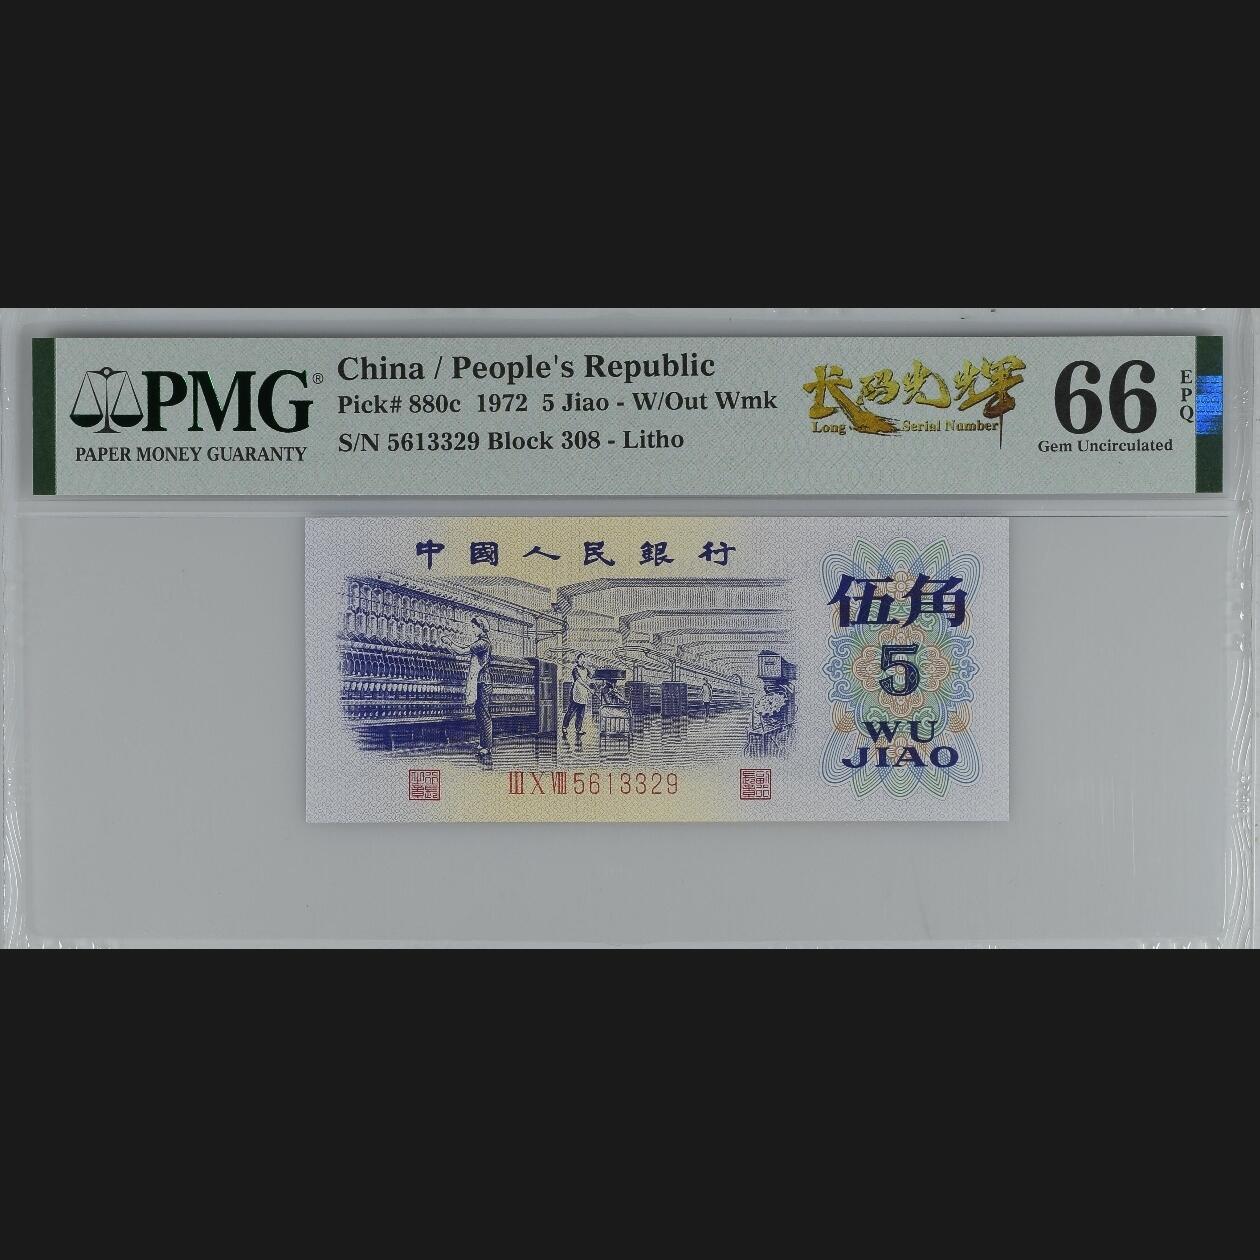 PMG®
PAPER MONEY GUARANTY
China / People's Republic
Pick# 880c 1972 5 Jiao - W/Out Wmk
S/N 5613329 Block 308 - Litho
长码光辉
Long Serial Number
66
Gem Uncirculated
EPQ
中國人民銀行
伍角
5
WU
JIAO
ⅢⅩⅧ5613329